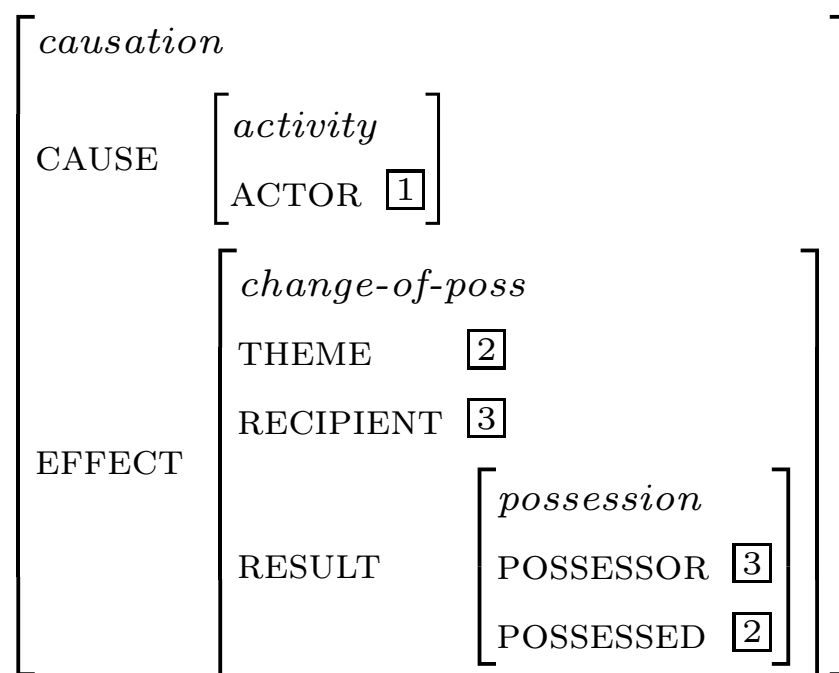 causation
CAUSE
activity
ACTOR 1
EFFECT
change-of-poss
THEME 2
RECIPIENT 3
RESULT
possession
POSSESSOR 3
POSSESSED 2